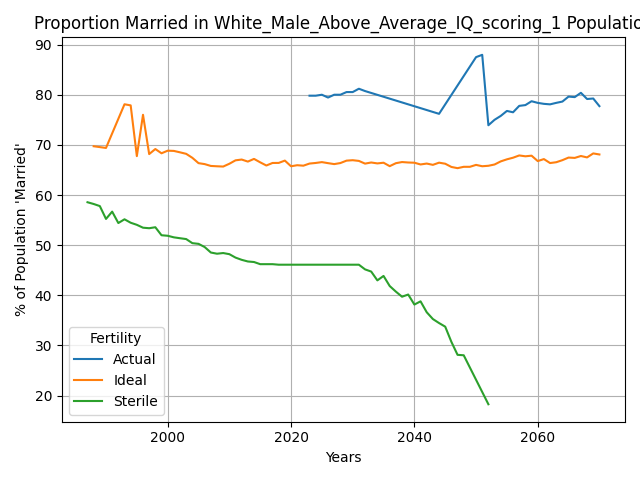 Proportion Married in White_Male_Above_Average_IQ_scoring_1 Populatio
% of Population 'Married'
90
80
70
60
50
40
30
20
Fertility
Actual
Ideal
Sterile
2000 2020 2040 2060
Years